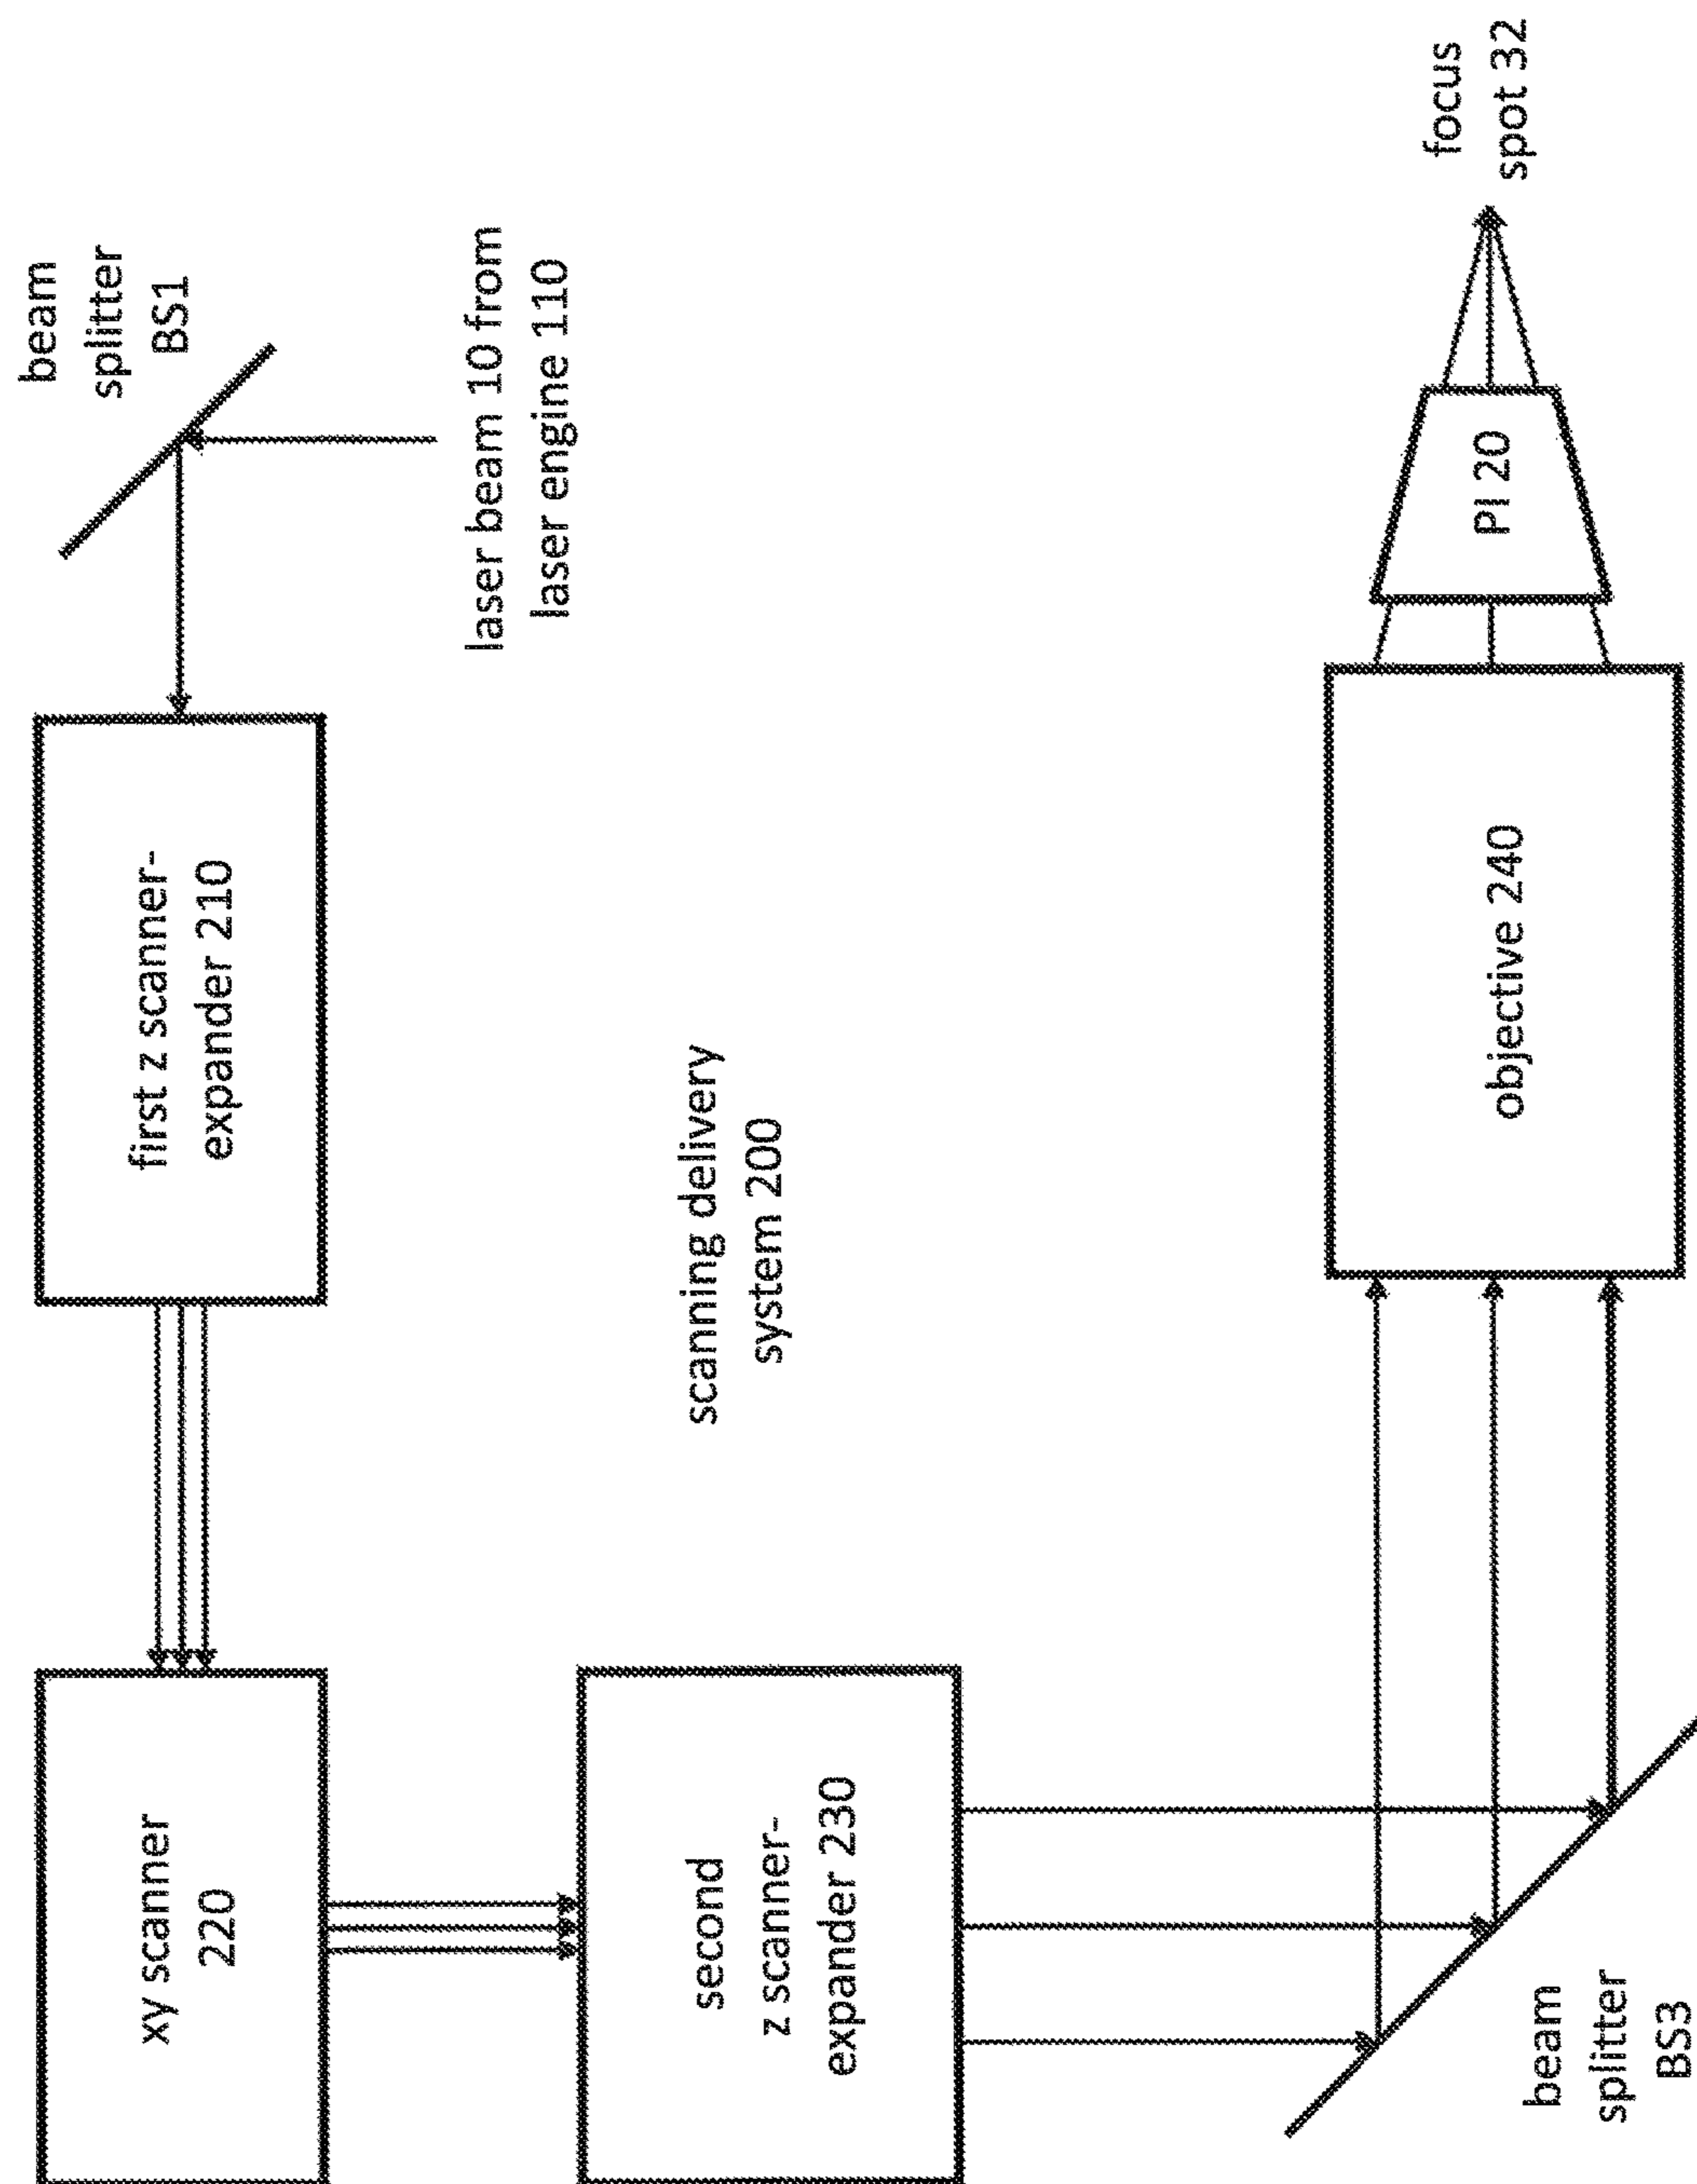 beam
splitter
BS1
laser beam 10 from
laser engine 110
first z scanner-
expander 210
xy scanner
220
scanning delivery
system 200
second
z scanner-
expander 230
beam
splitter
BS3
objective 240
PI 20
focus
spot 32